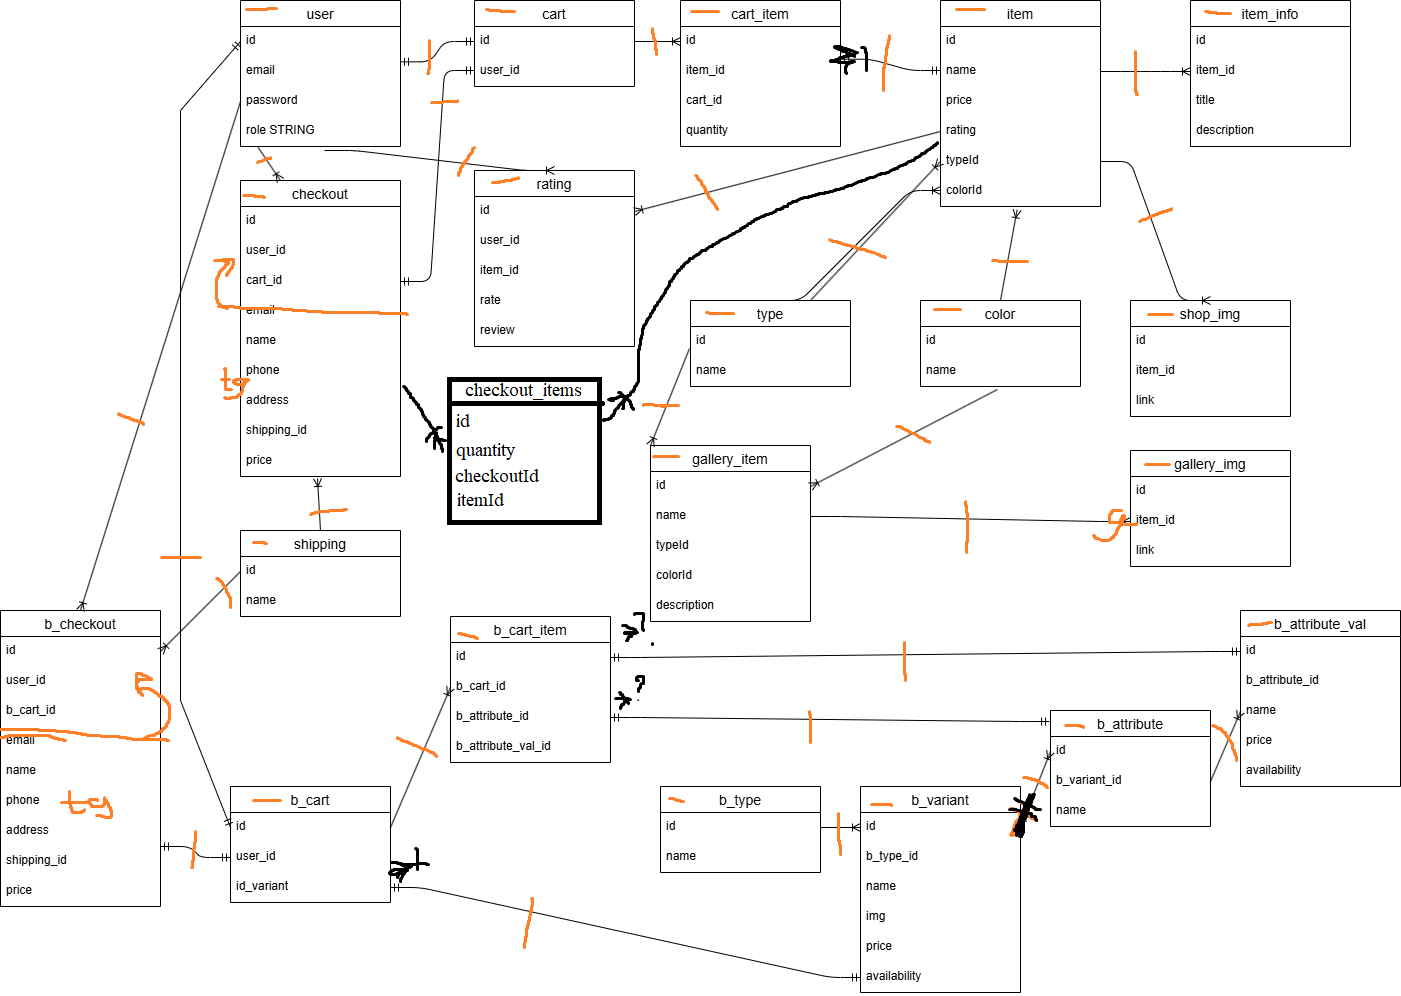 user
id
email
password
role STRING
cart
id
user_id
cart_item
id
item_id
cart_id
quantity
?
item
id
name
price
rating
typeId
colorId
item_info
id
item_id
title
description
checkout
id
user_id
cart_id
email
name
phone
tg
address
shipping_id
price
rating
id
user_id
item_id
rate
review
checkout_items
id
quantity
checkoutId
itemId
type
id
name
color
id
name
shop_img
id
item_id
link
gallery_item
id
name
typeId
colorId
description
gallery_img
id
item_id
g
link
shipping
id
name
b_checkout
id
user_id
b_cart_id
email
name
phone
tg
address
shipping_id
price
b_cart_item
id
b_cart_id
b_attribute_id
b_attribute_val_id
?
?
b_attribute_val
id
b_attribute_id
name
price
availability
b_attribute
id
b_variant_id
name
b_cart
id
user_id
id_variant
b_type
id
name
b_variant
id
b_type_id
name
img
price
availability